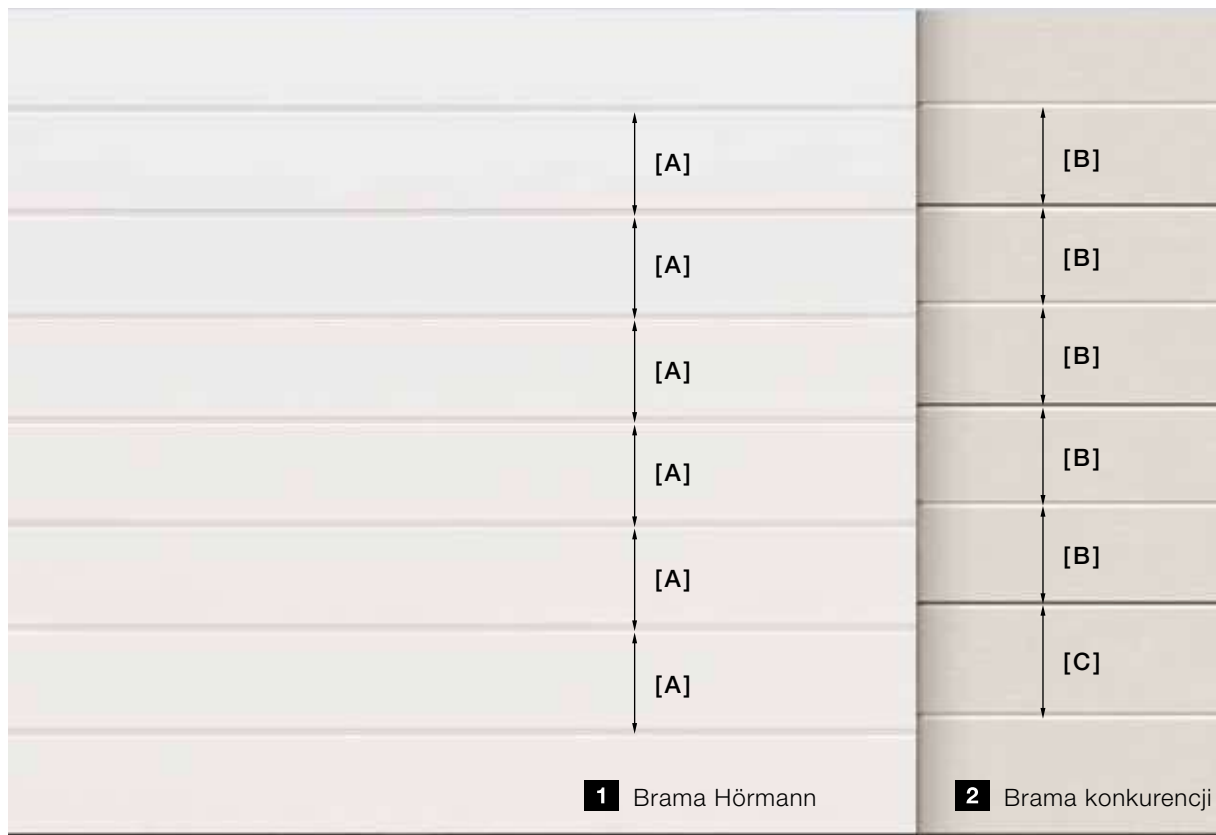 [A] [B]
[A] [B]
[A] [B]
[A] [B]
[A] [B]
[A] [C]
1 Brama Hörmann 2 Brama konkurencji